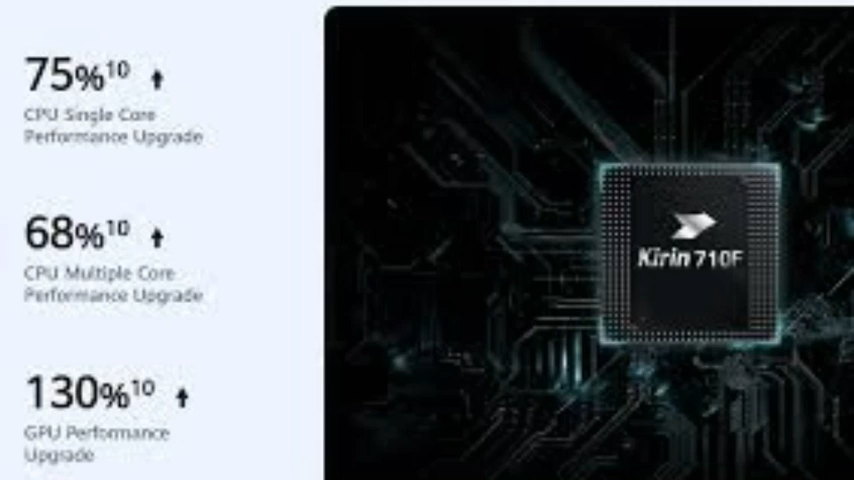 75%10 ⬆
CPU Single Core
Performance Upgrade
68%10 ⬆
CPU Multiple Core
Performance Upgrade
130%10 ⬆
GPU Performance
Upgrade
Kirin 710F